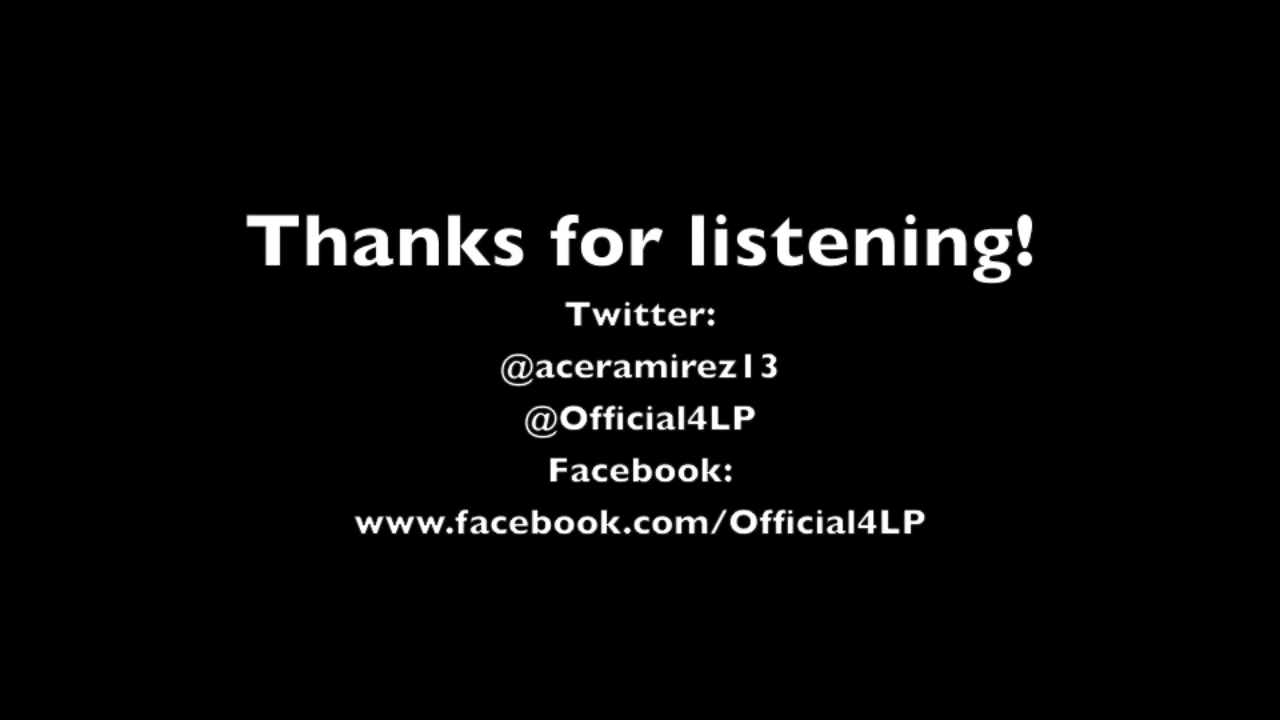 Thanks for listening!
Twitter:
@aceramirez13
@Official4LP
Facebook:
www.facebook.com/Official4LP